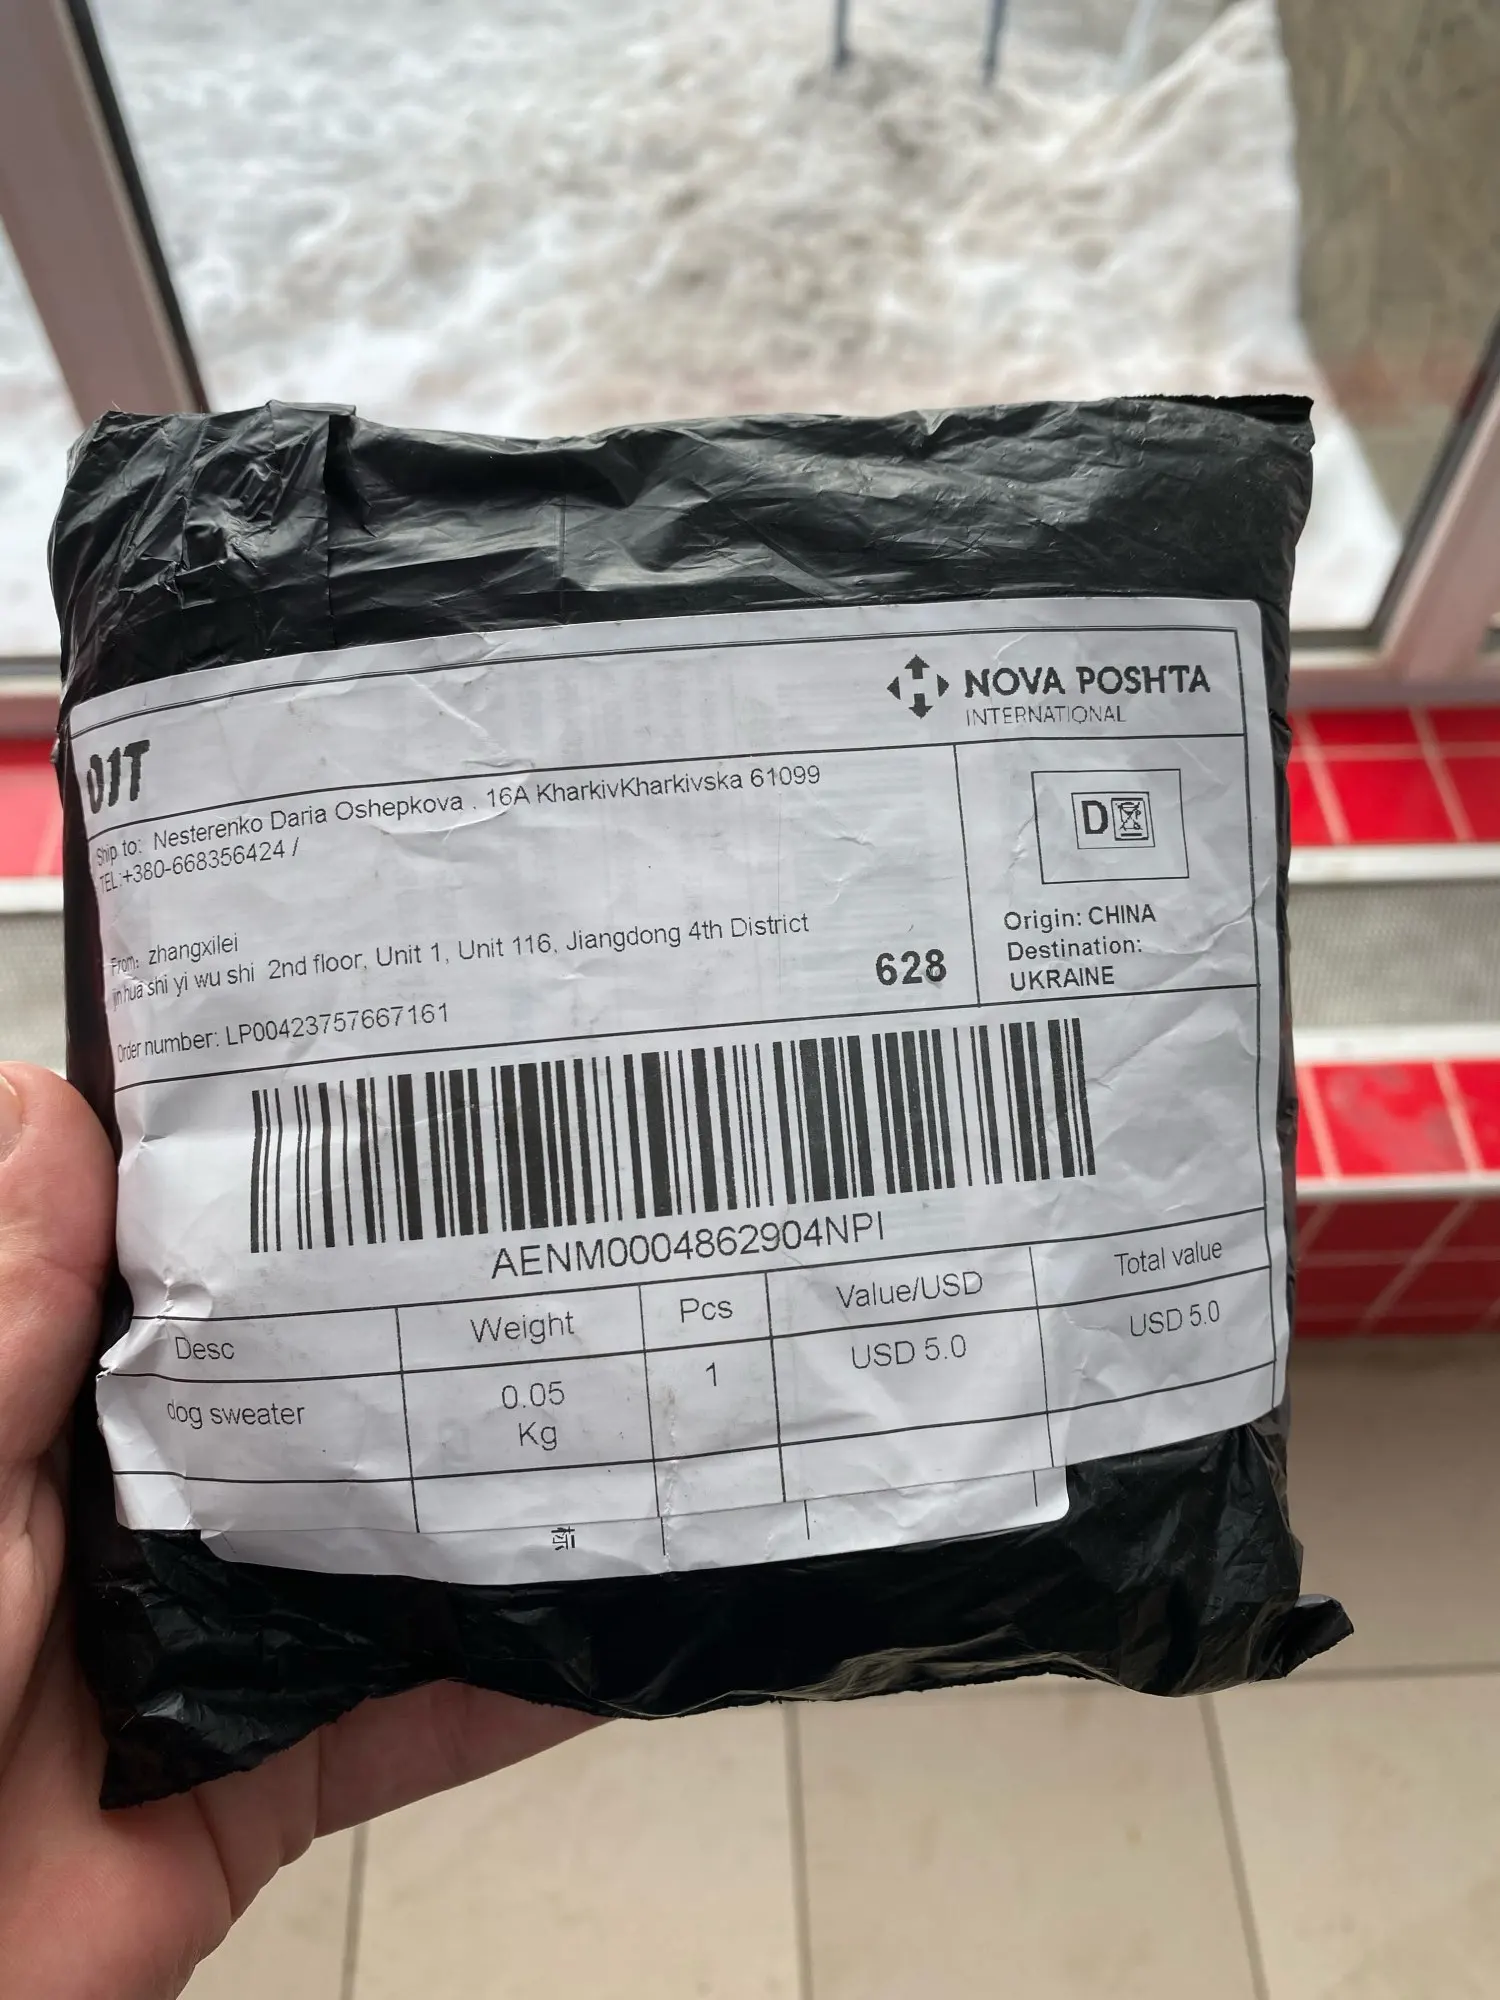 NOVA POSHTA
INTERNATIONAL
01T
Ship to: Nesterenko Daria Oshepkova . 16A KharkivKharkivska 61099
TEL:+380-668356424 /
D
From: zhangxilei
jin hua shi yi wu shi 2nd floor, Unit 1, Unit 116, Jiangdong 4th District
628
Origin: CHINA
Destination:
UKRAINE
Order number: LP00423757667161
AENM0004862904NPI
Desc Weight Pcs Value/USD Total value
dog sweater 0.05 Kg 1 USD 5.0 USD 5.0